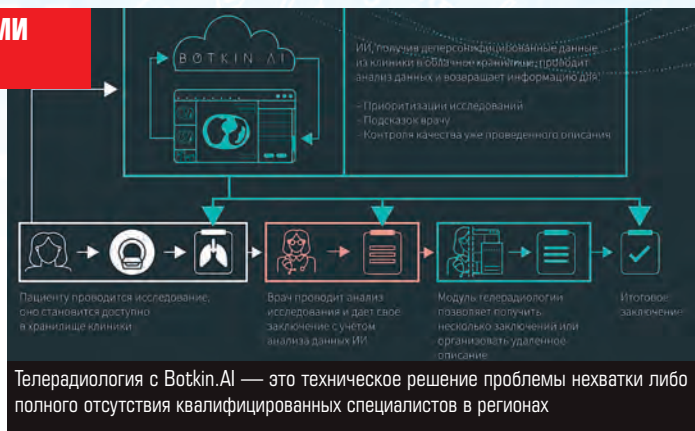 МИ
BOTKIN AI
ИИ, получив деперсонифицированные данные
из клиники в облачное хранилище, проводит
анализ данных и возвращает информацию для:
- Приоритизации исследований
- Подсказок врачу
- Контроля качества уже проведенного описания
Пациенту проводится исследование,
оно становится доступно
в хранилище клиники
Врач проводит анализ
исследования и дает свое
заключение с учётом
анализа данных ИИ
Модуль телерадиологии
позволяет получить
несколько заключений или
организовать удаленное
описание
Итоговое
заключение
Телерадиология с Botkin.AI — это техническое решение проблемы нехватки либо
полного отсутствия квалифицированных специалистов в регионах